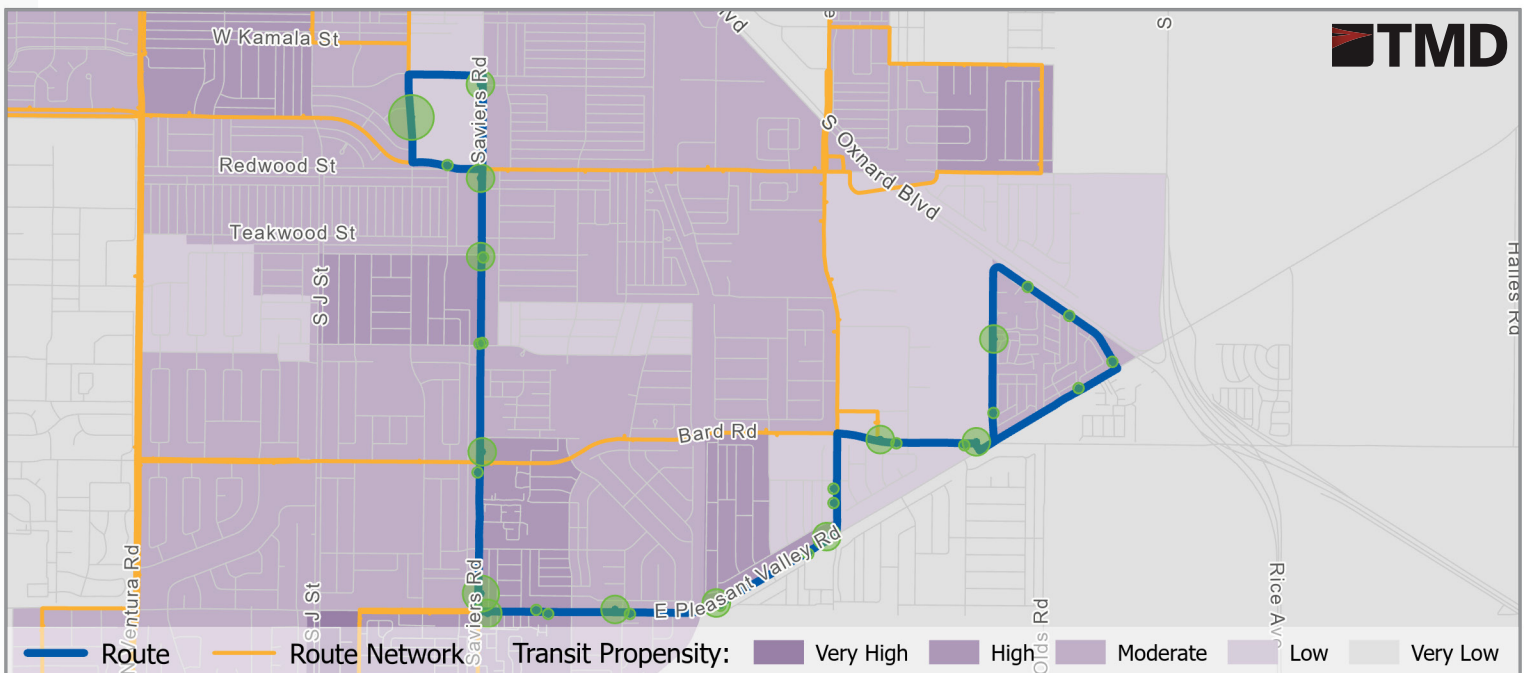 lvd
e
S
TMD
W Kamala St
Saviers Rd
S Oxnard Blvd
Redwood St
Teakwood St
S J St
Hailes Rd
Bard Rd
E Pleasant Valley Rd
N Ventura Rd
S J St
Saviers Rd
Olds Rd
Rice Ave
Route
Route Network
Transit Propensity:
Very High
High
Moderate
Low
Very Low